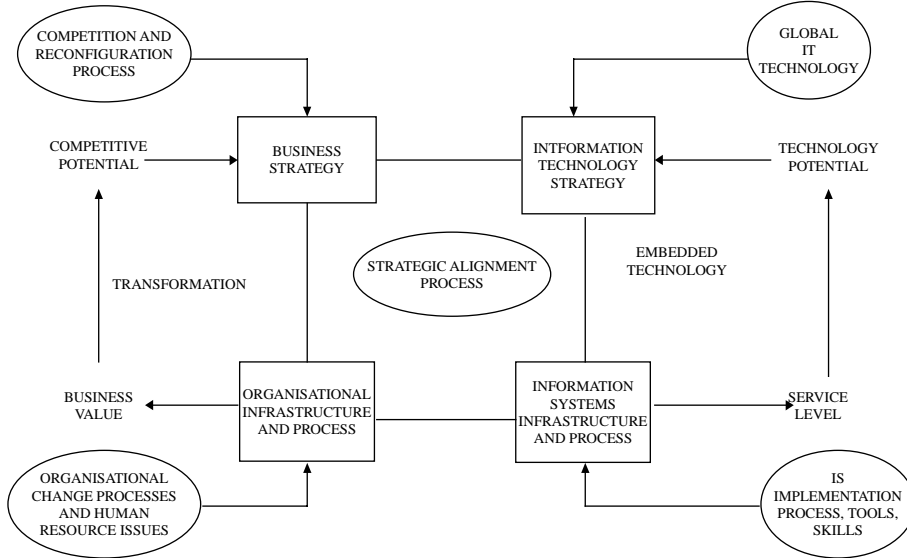 COMPETITION AND
RECONFIGURATION
PROCESS
GLOBAL
IT
TECHNOLOGY
COMPETITIVE
POTENTIAL
BUSINESS
STRATEGY
INTFORMATION
TECHNOLOGY
STRATEGY
TECHNOLOGY
POTENTIAL
TRANSFORMATION
STRATEGIC ALIGNMENT
PROCESS
EMBEDDED
TECHNOLOGY
BUSINESS
VALUE
ORGANISATIONAL
INFRASTRUCTURE
AND PROCESS
INFORMATION
SYSTEMS
INFRASTRUCTURE
AND PROCESS
SERVICE
LEVEL
ORGANISATIONAL
CHANGE PROCESSES
AND HUMAN
RESOURCE ISSUES
IS
IMPLEMENTATION
PROCESS, TOOLS,
SKILLS